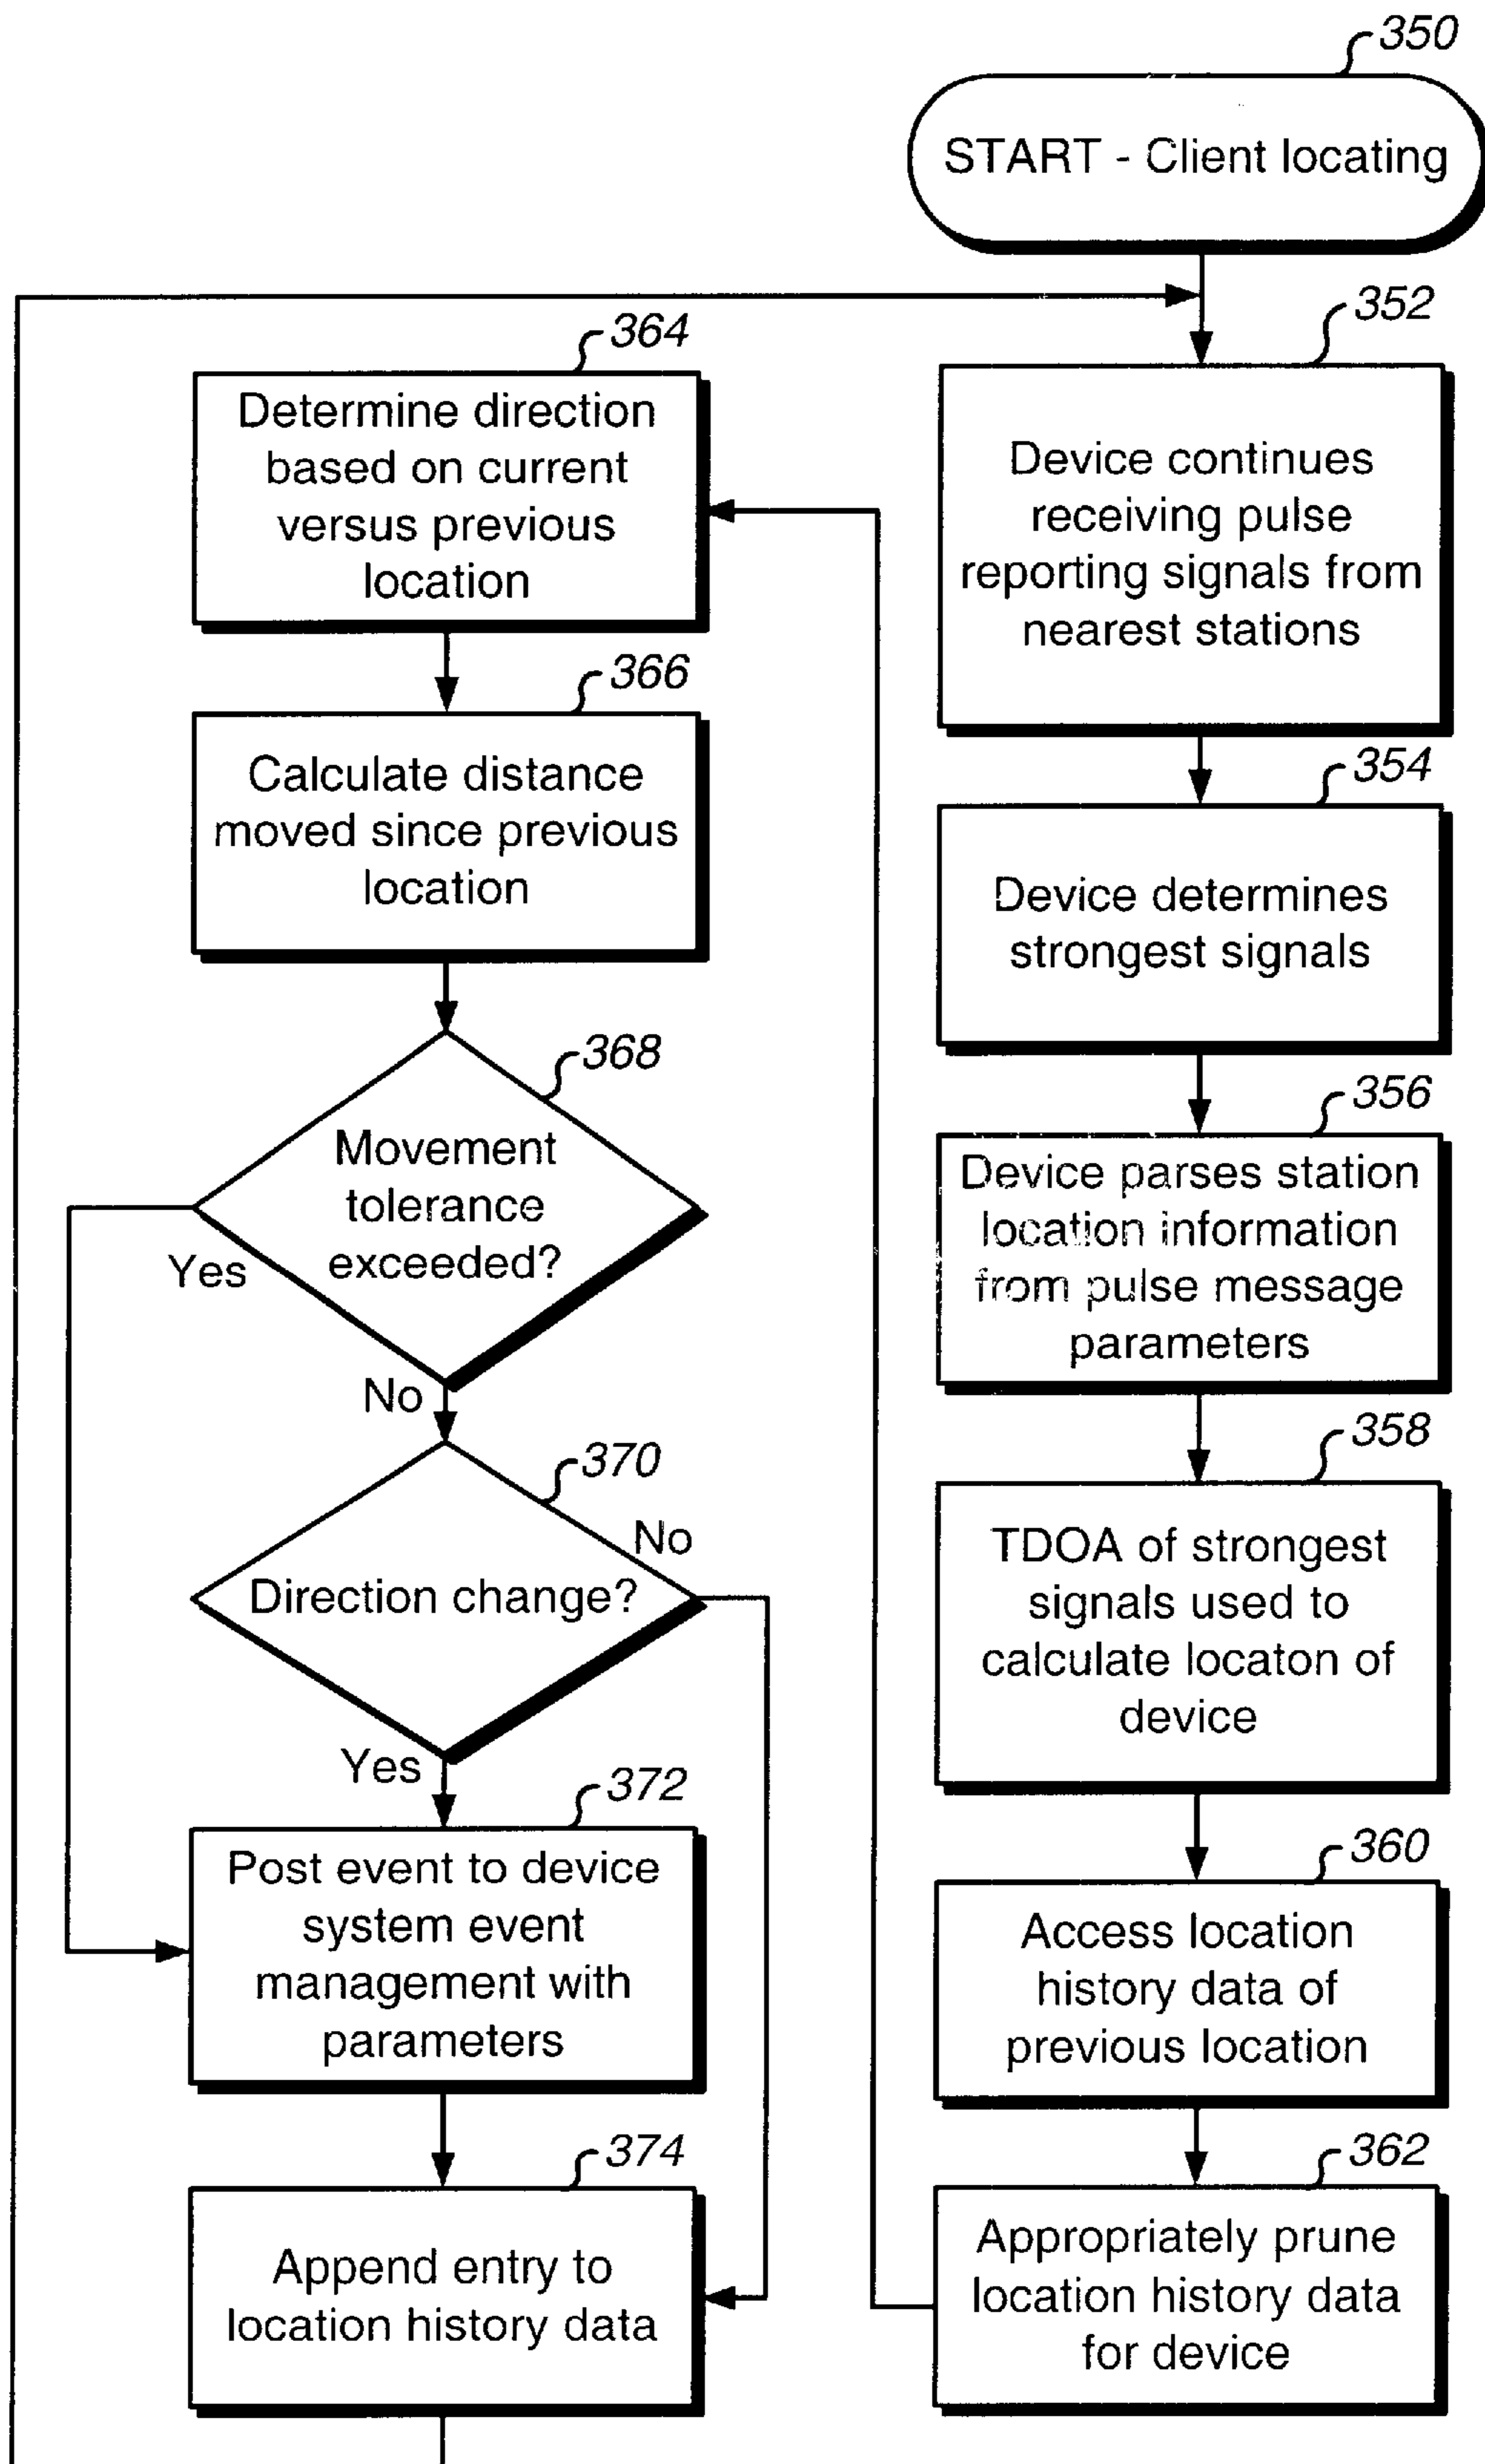 350
START - Client locating
352
Device continues
receiving pulse
reporting signals from
nearest stations
354
Device determines
strongest signals
356
Device parses station
location information
from pulse message
parameters
358
TDOA of strongest
signals used to
calculate locaton of
device
360
Access location
history data of
previous location
362
Appropriately prune
location history data
for device
364
Determine direction
based on current
versus previous
location
366
Calculate distance
moved since previous
location
368
Movement
tolerance
exceeded?
Yes
No
370
No
Direction change?
Yes
372
Post event to device
system event
management with
parameters
374
Append entry to
location history data